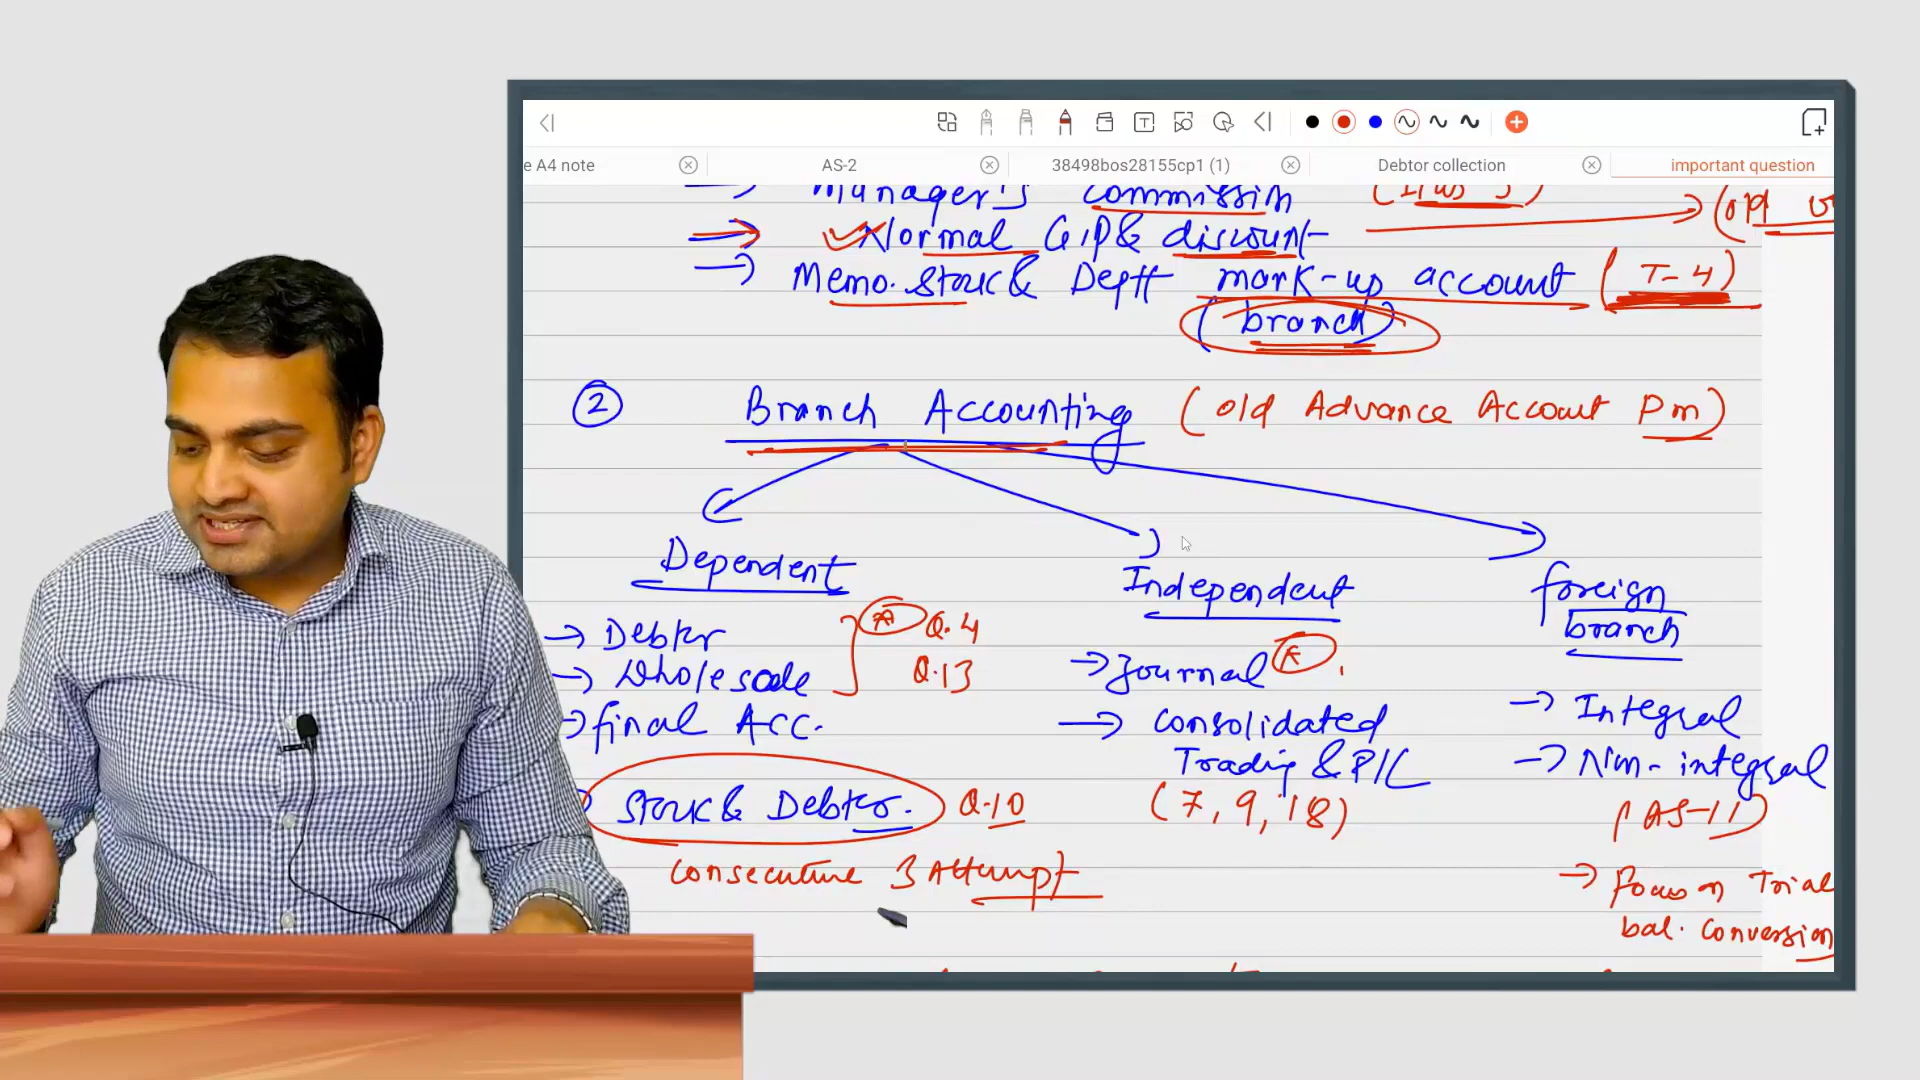 e A4 note
AS-2
38498bos28155cp1 (1)
Debtor collection
important question
→ Manager's commission
→ Normal G.P & discount
→ Memo. Stock & Deptt mark-up account (T-4)
(branch)
2 Branch Accounting (old Advance Account Pm)
Dependent
→ Debtor Q.4
→ Wholesale Q.13
→ final Acc.
Stock & Debtor. Q.10
consecutive 3 Attempt
Independent
→ Journal
→ Consolidated
Trading & P/L
(7, 9, 18)
foreign
branch
→ Integral
→ Non-integral
(AS-11)
→ focus on Trial
bal. conversion